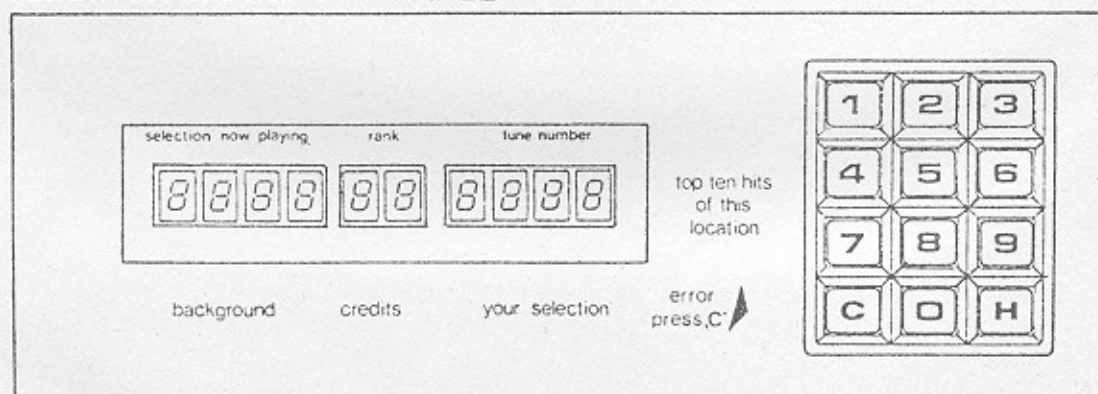 selection now playing rank tune number
8888 88 8888
top ten hits
of this
location
background credits your selection
error
press‚C'
1 2 3
4 5 6
7 8 9
C 0 H